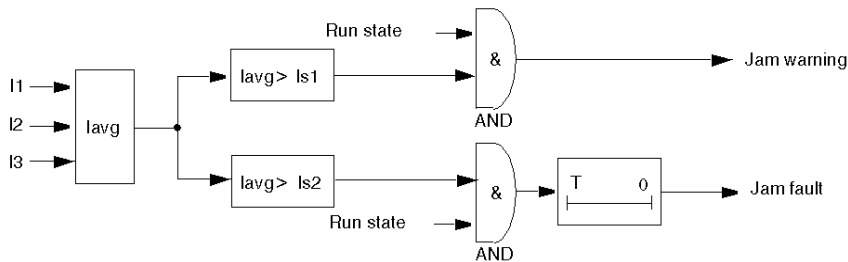 Run state
&
Iavg> Is1
Jam warning
I1
I2
I3
Iavg
AND
Iavg> Is2
&
T 0
Jam fault
Run state
AND